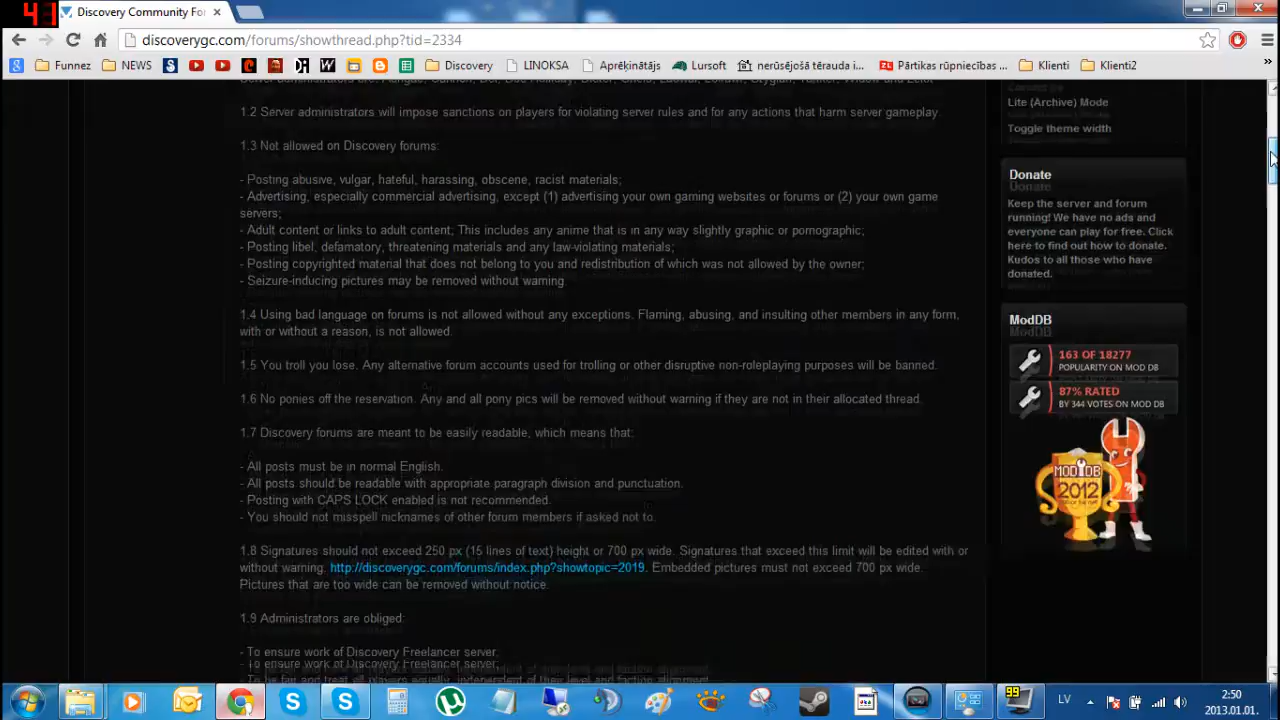 43
Discovery Community Fo
discoverygc.com/forums/showthread.php?tid=2334
Funnez
NEWS
Discovery
LINOKSA
Aprēķinātājs
Lursoft
nerūsējošā tērauda i...
Pārtikas rūpniecības ...
Klienti
Klienti2
1.2 Server administrators will impose sanctions on players for violating server rules and for any actions that harm server gameplay.
1.3 Not allowed on Discovery forums:
- Posting abusive, vulgar, hateful, harassing, obscene, racist materials;
- Advertising, especially commercial advertising, except (1) advertising your own gaming websites or forums or (2) your own game
servers;
- Adult content or links to adult content, This includes any anime that is in any way slightly graphic or pornographic;
- Posting libel, defamatory, threatening materials and any law-violating materials;
- Posting copyrighted material that does not belong to you and redistribution of which was not allowed by the owner;
- Seizure-inducing pictures may be removed without warning.
1.4 Using bad language on forums is not allowed without any exceptions. Flaming, abusing, and insulting other members in any form,
with or without a reason, is not allowed.
1.5 You troll you lose. Any alternative forum accounts used for trolling or other disruptive non-roleplaying purposes will be banned.
1.6 No ponies off the reservation. Any and all pony pics will be removed without warning if they are not in their allocated thread.
1.7 Discovery forums are meant to be easily readable, which means that:
- All posts must be in normal English.
- All posts should be readable with appropriate paragraph division and punctuation.
- Posting with CAPS LOCK enabled is not recommended.
- You should not misspell nicknames of other forum members if asked not to.
1.8 Signatures should not exceed 250 px (15 lines of text) height or 700 px wide. Signatures that exceed this limit will be edited with or
without warning. http://discoverygc.com/forums/index.php?showtopic=2019. Embedded pictures must not exceed 700 px wide.
Pictures that are too wide can be removed without notice.
1.9 Administrators are obliged:
- To ensure work of Discovery Freelancer server.
- To ensure work of Discovery Freelancer server;
Lite (Archive) Mode
Toggle theme width
Donate
Donate
Keep the server and forum
running! We have no ads and
everyone can play for free. Click
here to find out how to donate.
Kudos to all those who have
donated.
ModDB
ModDB
163 OF 18277
POPULARITY ON MOD DB
87% RATED
BY 344 VOTES ON MOD DB
MOD DB
2012
99
LV
2:50
2013.01.01.